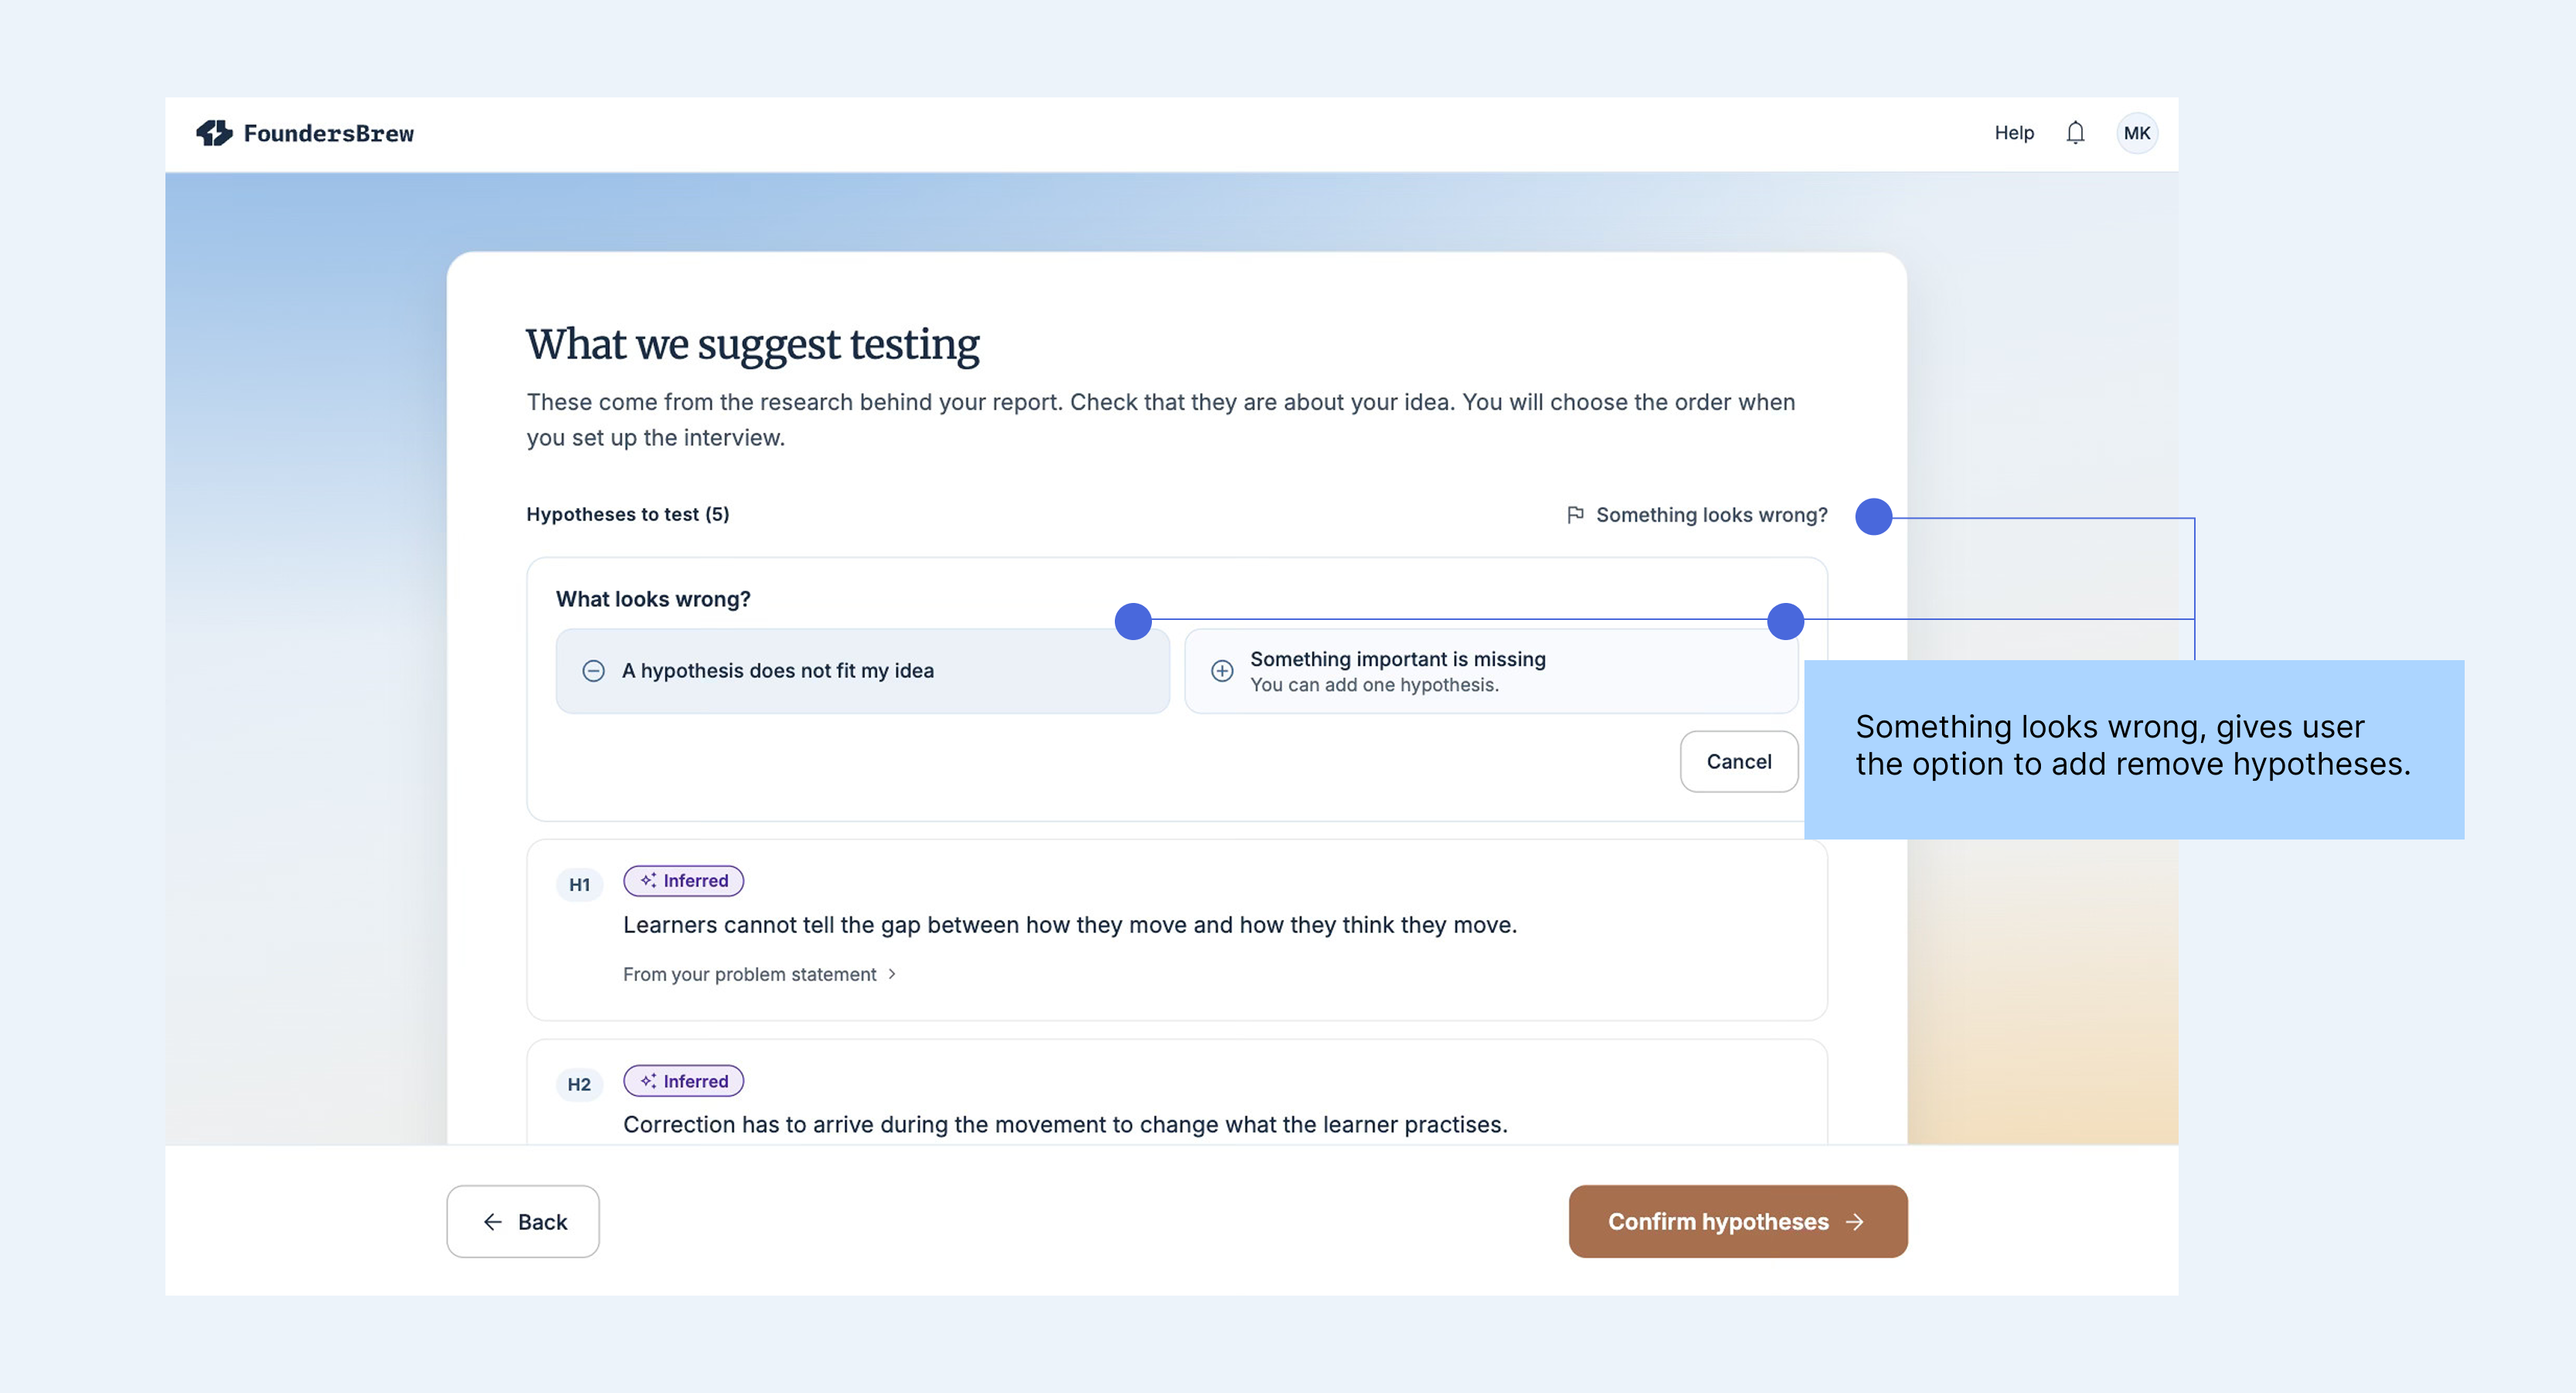 FoundersBrew
Help
MK
What we suggest testing
These come from the research behind your report. Check that they are about your idea. You will choose the order when
you set up the interview.
Hypotheses to test (5)
Something looks wrong?
What looks wrong?
A hypothesis does not fit my idea
Something important is missing
You can add one hypothesis.
Cancel
Something looks wrong, gives user
the option to add remove hypotheses.
H1
Inferred
Learners cannot tell the gap between how they move and how they think they move.
From your problem statement
H2
Inferred
Correction has to arrive during the movement to change what the learner practises.
Back
Confirm hypotheses